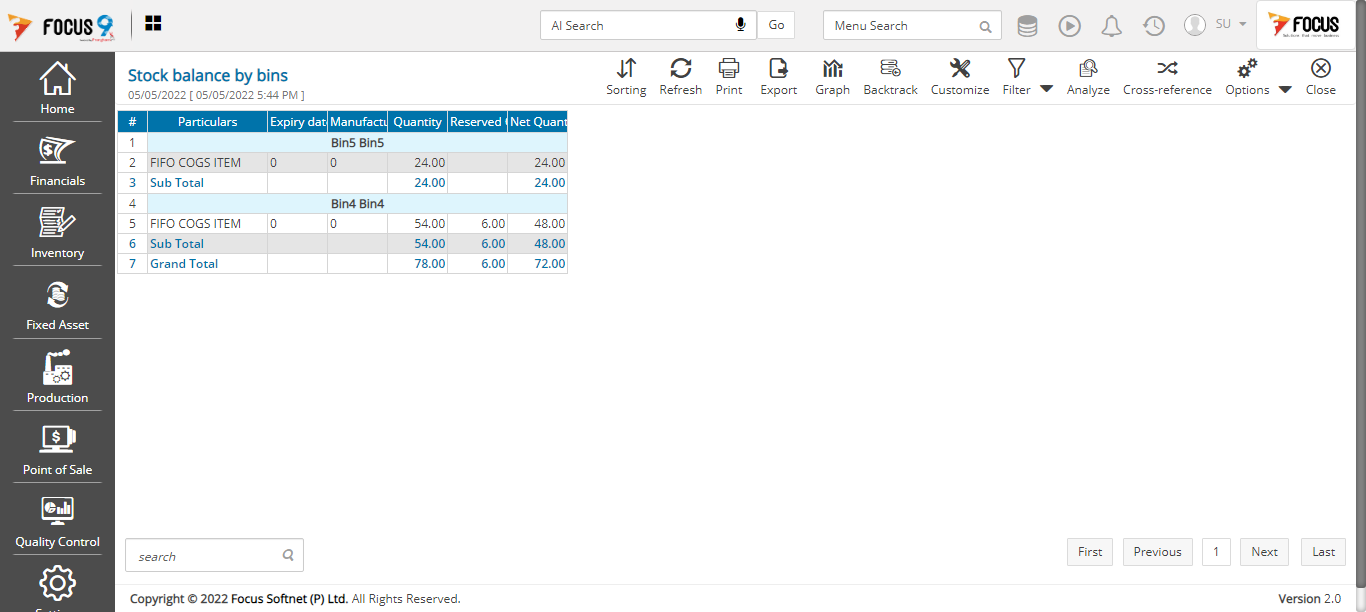 FOCUS 9
AI Search
Go
Menu Search
SU
FOCUS
Stock balance by bins
05/05/2022 [ 05/05/2022 5:44 PM ]
Sorting Refresh Print Export Graph Backtrack Customize Filter Analyze Cross-reference Options Close
Home
Financials
Inventory
Fixed Asset
Production
Point of Sale
Quality Control
# Particulars Expiry dat Manufactu Quantity Reserved Net Quant
1 Bin5 Bin5
2 FIFO COGS ITEM 0 0 24.00 24.00
3 Sub Total 24.00 24.00
4 Bin4 Bin4
5 FIFO COGS ITEM 0 0 54.00 6.00 48.00
6 Sub Total 54.00 6.00 48.00
7 Grand Total 78.00 6.00 72.00
search
First Previous 1 Next Last
Copyright © 2022 Focus Softnet (P) Ltd. All Rights Reserved.
Version 2.0